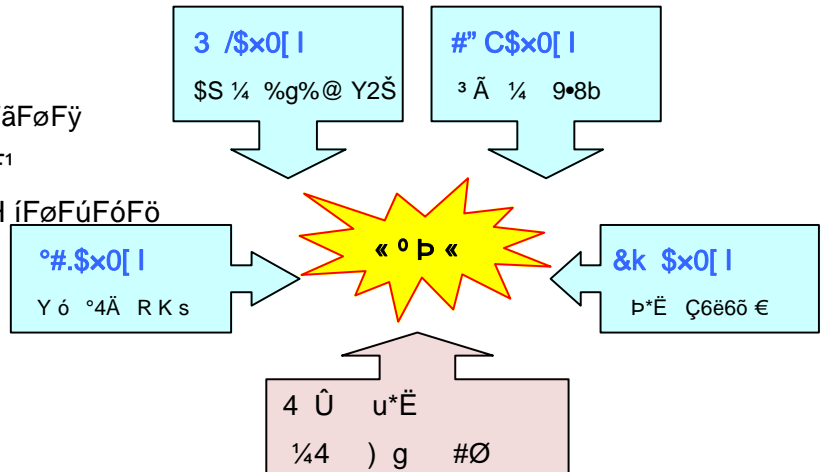 3 /$×0[ I
$S ¼ %g%@ Y2Š
#” C$×0[ I
³ Ã ¼ 9•8b
ãFøFÿ
íFøFúFóFö
°#.$×0[ I
Y ó °4Ä R K s
« º Þ «
&k $×0[ I
Þ*Ë Ç6ë6õ €
4 Û u*Ë
¼4 ) g #Ø